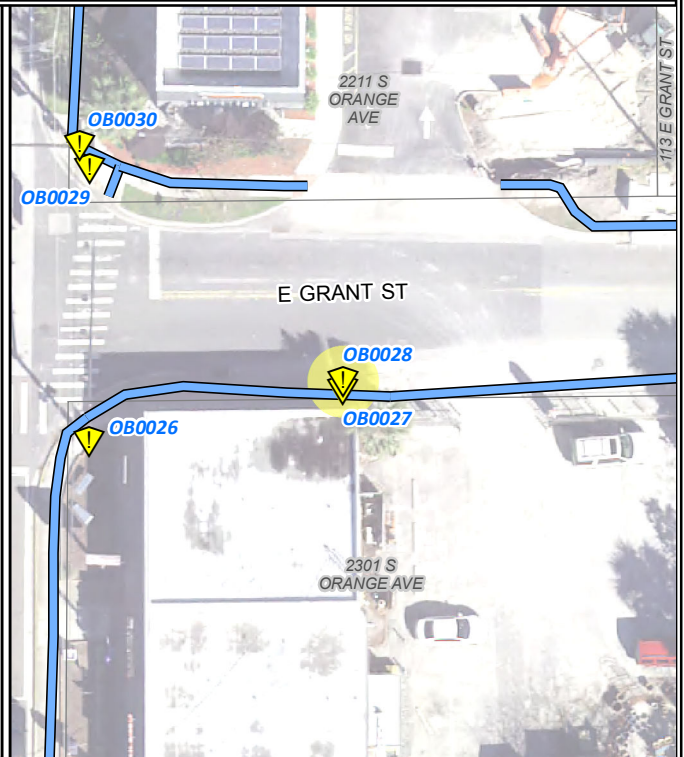 2211 S
ORANGE
AVE
113 E GRANT ST
OB0030
OB0029
E GRANT ST
OB0028
OB0027
OB0026
2301 S
ORANGE AVE